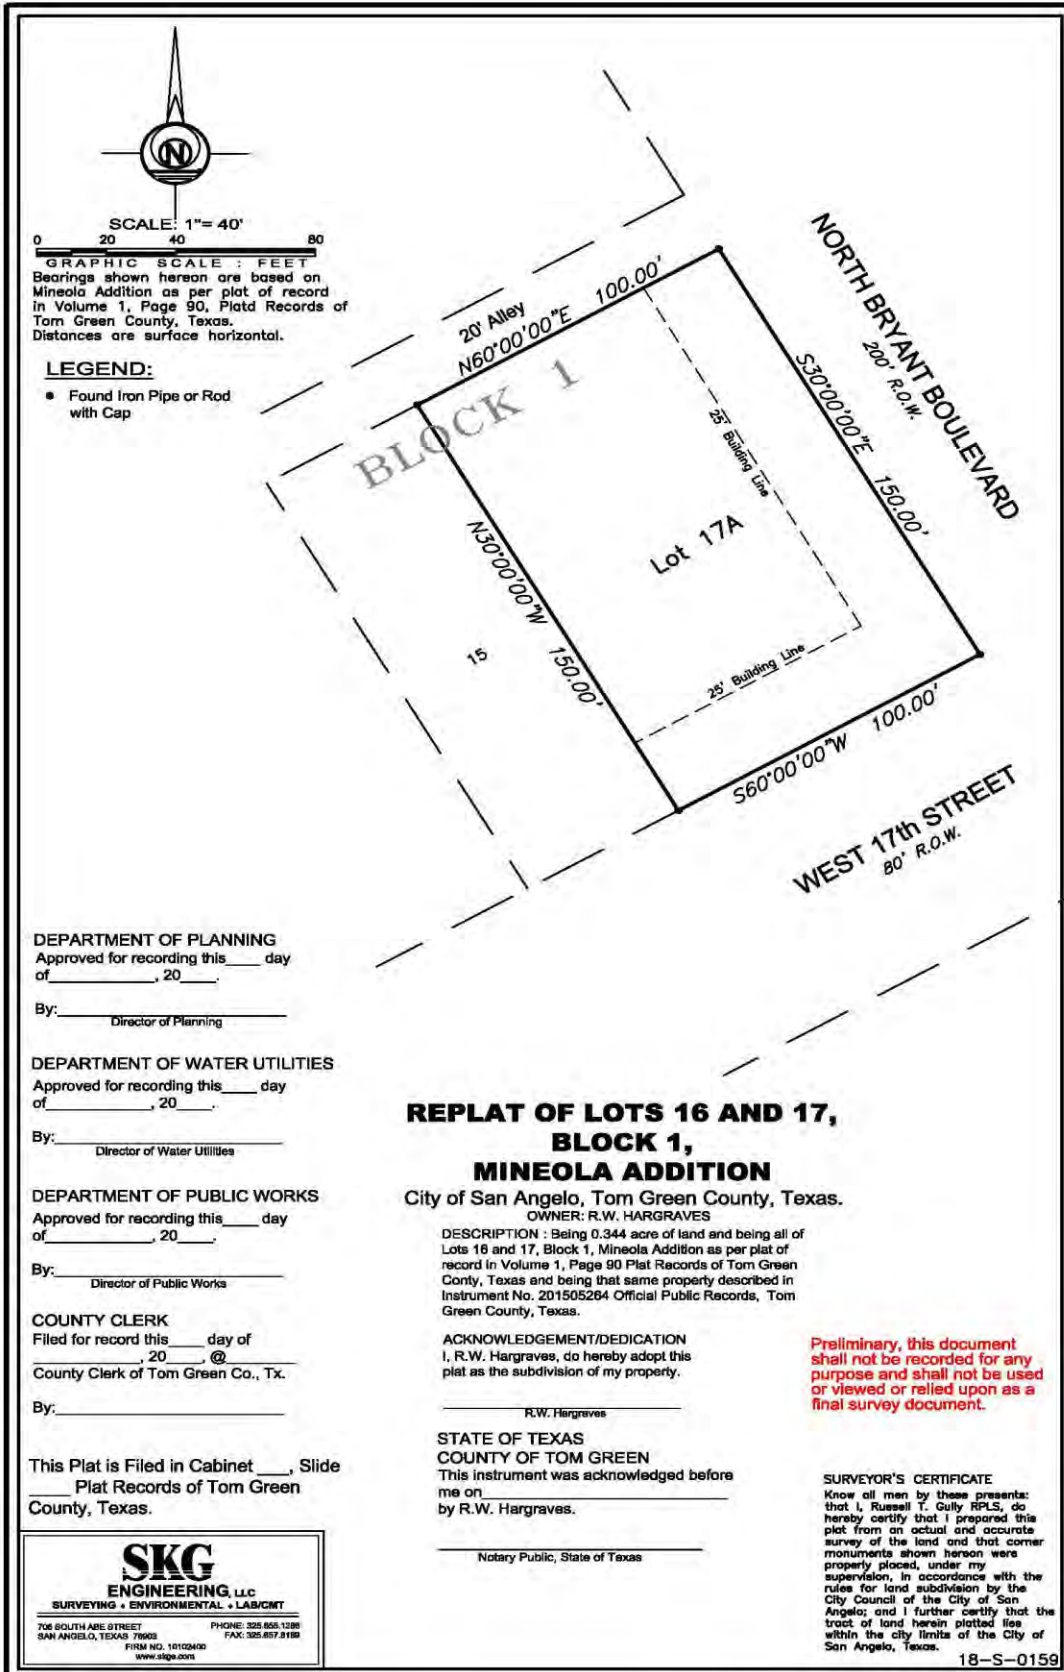 N
SCALE: 1"= 40'
0 20 40 80
GRAPHIC SCALE : FEET
Bearings shown hereon are based on
Mineola Addition as per plat of record
in Volume 1, Page 90, Platd Records of
Tom Green County, Texas.
Distances are surface horizontal.
LEGEND:
Found Iron Pipe or Rod
with Cap
20' Alley
N60°00'00"E 100.00'
BLOCK 1
NORTH BRYANT BOULEVARD
200' R.O.W.
S30°00'00"E 150.00'
25' Building Line
Lot 17A
N30°00'00"W 150.00'
15
25' Building Line
S60°00'00"W 100.00'
WEST 17th STREET
80' R.O.W.
DEPARTMENT OF PLANNING
Approved for recording this____ day
of__________, 20____.
By:____________________
Director of Planning
DEPARTMENT OF WATER UTILITIES
Approved for recording this____ day
of__________, 20____.
By:____________________
Director of Water Utilities
DEPARTMENT OF PUBLIC WORKS
Approved for recording this____ day
of__________, 20____.
By:____________________
Director of Public Works
COUNTY CLERK
Filed for record this____ day of
__________, 20____, @________
County Clerk of Tom Green Co., Tx.
By:____________________
This Plat is Filed in Cabinet ____, Slide
____ Plat Records of Tom Green
County, Texas.
SKG
ENGINEERING, LLC
SURVEYING • ENVIRONMENTAL • LAB/CMT
706 SOUTH ABE STREET PHONE: 325.655.1288
SAN ANGELO, TEXAS 76903 FAX: 325.657.8189
FIRM NO. 10102400
www.skge.com
REPLAT OF LOTS 16 AND 17,
BLOCK 1,
MINEOLA ADDITION
City of San Angelo, Tom Green County, Texas.
OWNER: R.W. HARGRAVES
DESCRIPTION : Being 0.344 acre of land and being all of
Lots 16 and 17, Block 1, Mineola Addition as per plat of
record in Volume 1, Page 90 Plat Records of Tom Green
Conty, Texas and being that same property described in
Instrument No. 201505264 Official Public Records, Tom
Green County, Texas.
ACKNOWLEDGEMENT/DEDICATION
I, R.W. Hargraves, do hereby adopt this
plat as the subdivision of my property.
R.W. Hargraves
STATE OF TEXAS
COUNTY OF TOM GREEN
This instrument was acknowledged before
me on____________________
by R.W. Hargraves.
Notary Public, State of Texas
Preliminary, this document
shall not be recorded for any
purpose and shall not be used
or viewed or relied upon as a
final survey document.
SURVEYOR'S CERTIFICATE
Know all men by these presents:
that I, Russell T. Gully RPLS, do
hereby certify that I prepared this
plat from an actual and accurate
survey of the land and that corner
monuments shown hereon were
properly placed, under my
supervision, in accordance with the
rules for land subdivision by the
City Council of the City of San
Angelo; and I further certify that the
tract of land herein platted lies
within the city limits of the City of
San Angelo, Texas.
18-S-0159